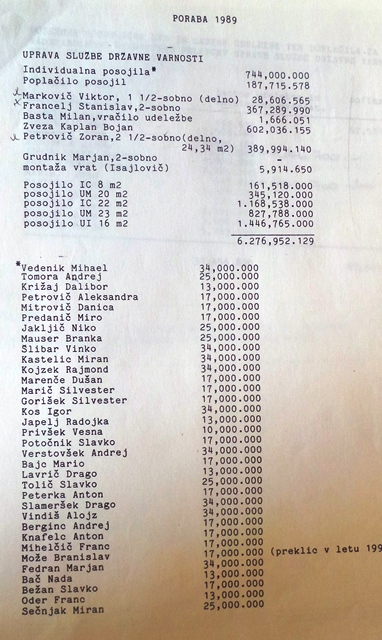 PORABA 1989
UPRAVA SLUŽBE DRŽAVNE VARNOSTI
Individualna posojila* 744,000.000
Poplačilo posojil 187,715.578
Markovič Viktor, 1 1/2-sobno (delno) 28,606.565
Francelj Stanislav, 2-sobno 367,289.990
Basta Milan, vračilo udeležbe 1,666.051
Zveza Kaplan Bojan 602,036.155
Petrovič Zoran, 2 1/2-sobno(delno,
24,34 m2) 389,994.140
Grudnik Marjan, 2-sobno -
montaža vrat (Isajlovič) 5,914.650
Posojilo IC 8 m2 161,518.000
posojilo UM 20 m2 345,120.000
posojilo IC 22 m2 1.168,538.000
posojilo UM 23 m2 827,788.000
posojilo UI 16 m2 1.446,765.000
6.276,952.129
*Vedenik Mihael 34,000.000
Tomora Andrej 25,000.000
Križaj Dalibor 13,000.000
Petrovič Aleksandra 17,000.000
Mitrovič Danica 17,000.000
Predanič Miro 17,000.000
Jakljič Niko 25,000.000
Mauser Branka 25,000.000
Šlibar Vinko 34,000.000
Kastelic Miran 34,000.000
Kojzek Rajmond 34,000.000
Marenče Dušan 17,000.000
Marič Silvester 17,000.000
Gorišek Silvester 17,000.000
Kos Igor 34,000.000
Japelj Radojka 13,000.000
Privšek Vesna 10,000.000
Potočnik Slavko 17,000.000
Verstovšek Andrej 34,000.000
Bajc Mario 17,000.000
Lavrič Drago 13,000.000
Tolič Slavko 25,000.000
Peterka Anton 17,000.000
Slameršek Drago 34,000.000
Vindiš Alojz 34,000.000
Berginc Andrej 17,000.000
Knafelc Anton 17,000.000
Mihelčič Franc 17,000.000
Može Branislav 17,000.000 (preklic v letu 199
Fedran Marjan 34,000.000
Bač Nada 13,000.000
Bežan Slavko 17,000.000
Oder Franc 13,000.000
Sečnjak Miran 25,000.000